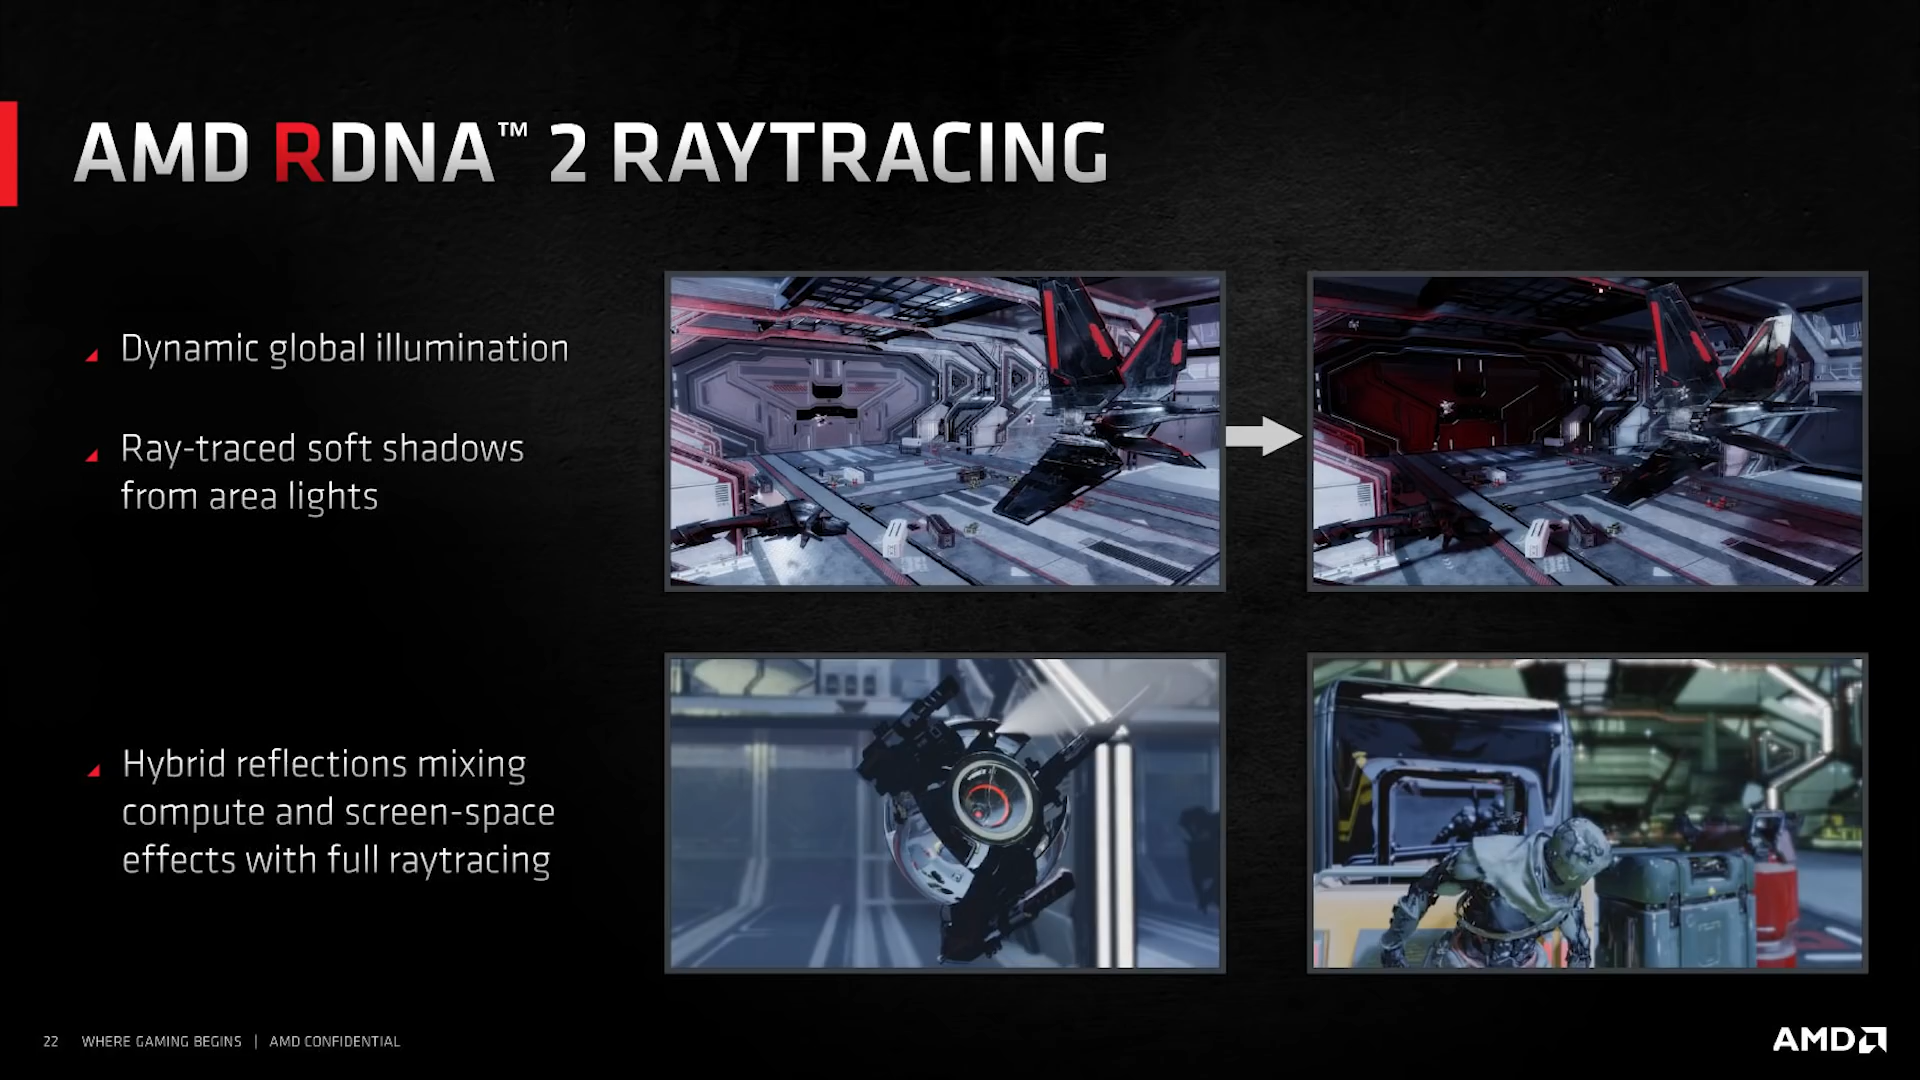 AMD RDNA™ 2 RAYTRACING
Dynamic global illumination
Ray-traced soft shadows
from area lights
Hybrid reflections mixing
compute and screen-space
effects with full raytracing
22 WHERE GAMING BEGINS | AMD CONFIDENTIAL
AMD